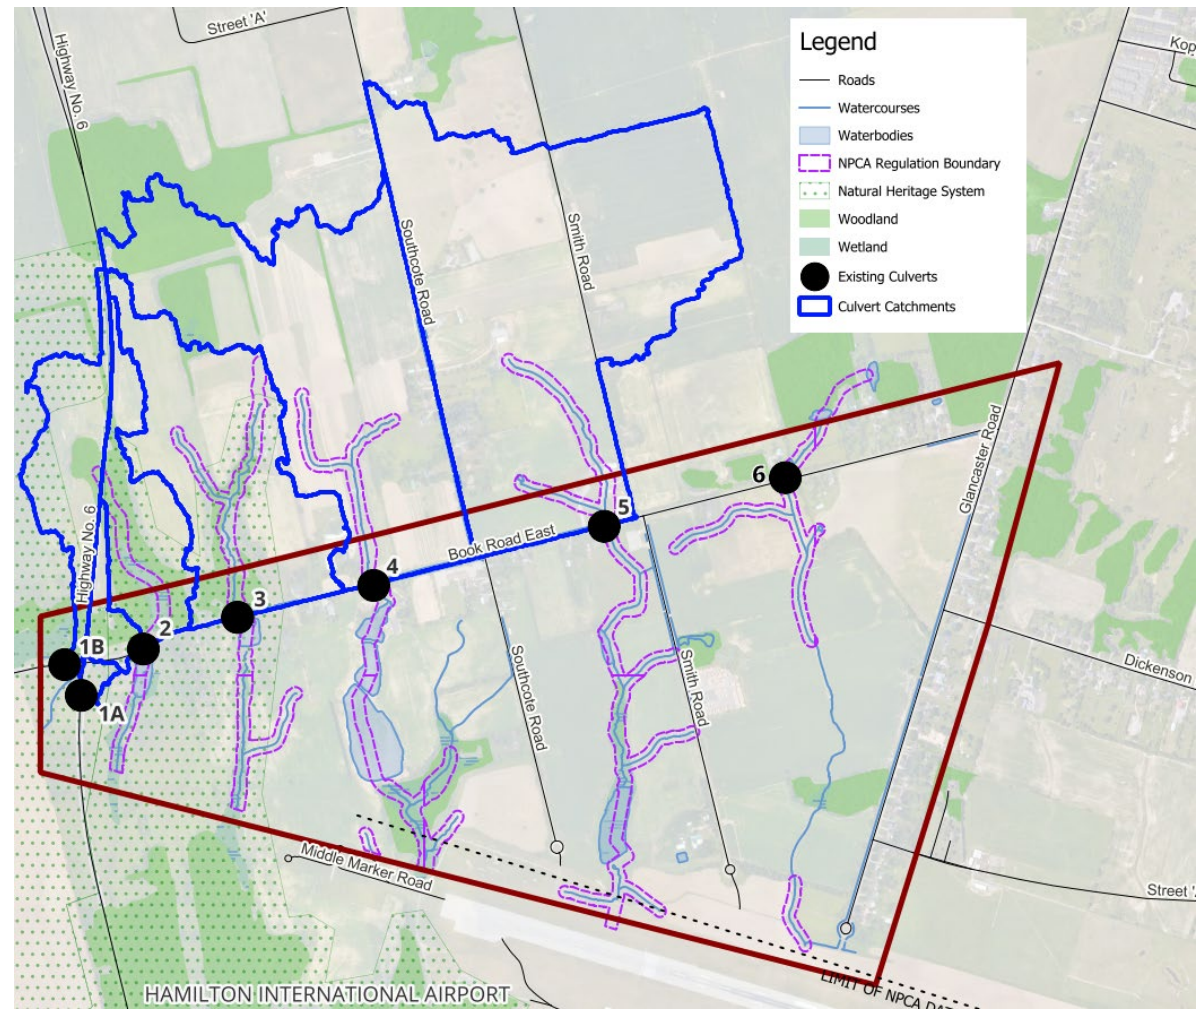 Street 'A'
Highway No. 6
Legend
Roads
Watercourses
Waterbodies
NPCA Regulation Boundary
Natural Heritage System
Woodland
Wetland
Existing Culverts
Culvert Catchments
Southcote Road
Smith Road
Glancaster Road
Highway No. 6
Book Road East
6
5
4
3
2
1B
1A
Southcote Road
Smith Road
Dickenson
Middle Marker Road
Street
LIMIT OF NPCA DAT
HAMILTON INTERNATIONAL AIRPORT